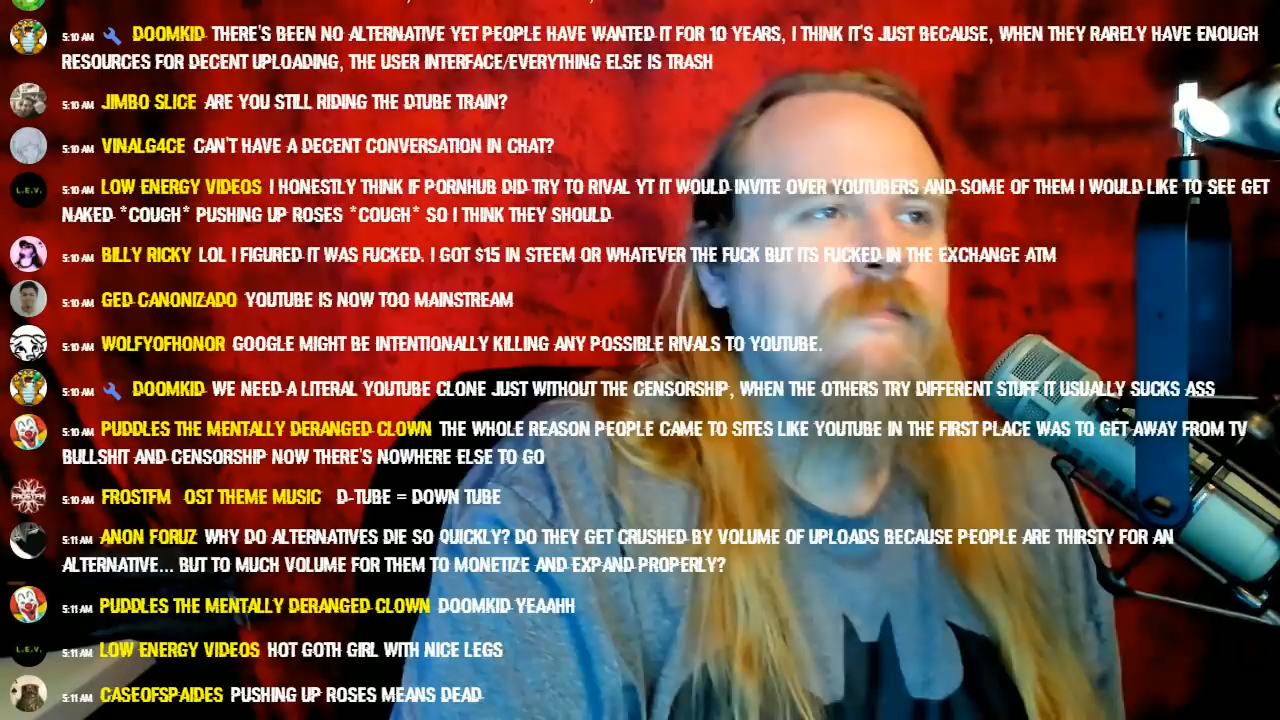 5:10 AM DOOMKID THERE'S BEEN NO ALTERNATIVE YET PEOPLE HAVE WANTED IT FOR 10 YEARS, I THINK IT'S JUST BECAUSE, WHEN THEY RARELY HAVE ENOUGH
RESOURCES FOR DECENT UPLOADING, THE USER INTERFACE/EVERYTHING ELSE IS TRASH
5:10 AM JIMBO SLICE ARE YOU STILL RIDING THE DTUBE TRAIN?
5:10 AM VINALG4CE CAN'T HAVE A DECENT CONVERSATION IN CHAT?
L.E.V. 5:10 AM LOW ENERGY VIDEOS I HONESTLY THINK IF PORNHUB DID TRY TO RIVAL YT IT WOULD INVITE OVER YOUTUBERS AND SOME OF THEM I WOULD LIKE TO SEE GET
NAKED *COUGH* PUSHING UP ROSES *COUGH* SO I THINK THEY SHOULD
5:10 AM BILLY RICKY LOL I FIGURED IT WAS FUCKED. I GOT $15 IN STEEM OR WHATEVER THE FUCK BUT ITS FUCKED IN THE EXCHANGE ATM
5:10 AM GED CANONIZADO YOUTUBE IS NOW TOO MAINSTREAM
5:10 AM WOLFYOFHONOR GOOGLE MIGHT BE INTENTIONALLY KILLING ANY POSSIBLE RIVALS TO YOUTUBE.
5:10 AM DOOMKID WE NEED A LITERAL YOUTUBE CLONE JUST WITHOUT THE CENSORSHIP, WHEN THE OTHERS TRY DIFFERENT STUFF IT USUALLY SUCKS ASS
5:10 AM PUDDLES THE MENTALLY DERANGED CLOWN THE WHOLE REASON PEOPLE CAME TO SITES LIKE YOUTUBE IN THE FIRST PLACE WAS TO GET AWAY FROM TV
BULLSHIT AND CENSORSHIP NOW THERE'S NOWHERE ELSE TO GO
FROSTFM 5:10 AM FROSTFM OST THEME MUSIC D-TUBE = DOWN TUBE
5:11 AM ANON FORUZ WHY DO ALTERNATIVES DIE SO QUICKLY? DO THEY GET CRUSHED BY VOLUME OF UPLOADS BECAUSE PEOPLE ARE THIRSTY FOR AN
ALTERNATIVE... BUT TO MUCH VOLUME FOR THEM TO MONETIZE AND EXPAND PROPERLY?
5:11 AM PUDDLES THE MENTALLY DERANGED CLOWN DOOMKID YEAAHH
L.E.V. 5:11 AM LOW ENERGY VIDEOS HOT GOTH GIRL WITH NICE LEGS
5:11 AM CASEOFSPAIDES PUSHING UP ROSES MEANS DEAD